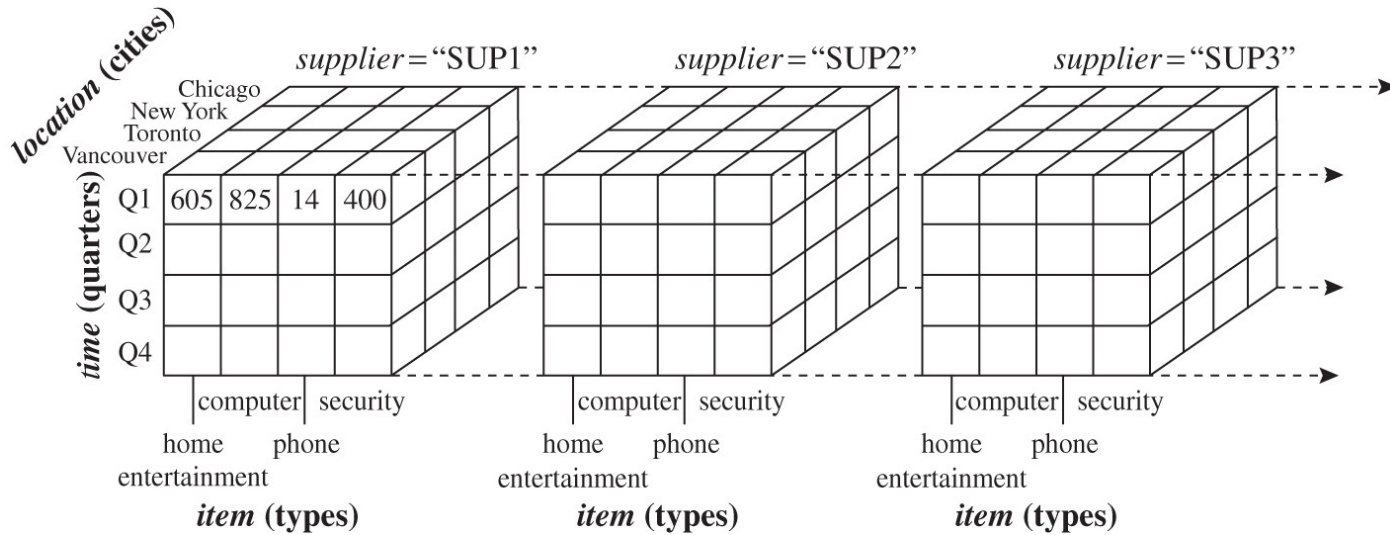 location (cities)
supplier = “SUP1”
supplier = “SUP2”
supplier = “SUP3”
Chicago
New York
Toronto
Vancouver
time (quarters)
Q1 605 825 14 400
Q2
Q3
Q4
computer security
home phone
entertainment
item (types)
computer security
home phone
entertainment
item (types)
computer security
home phone
entertainment
item (types)